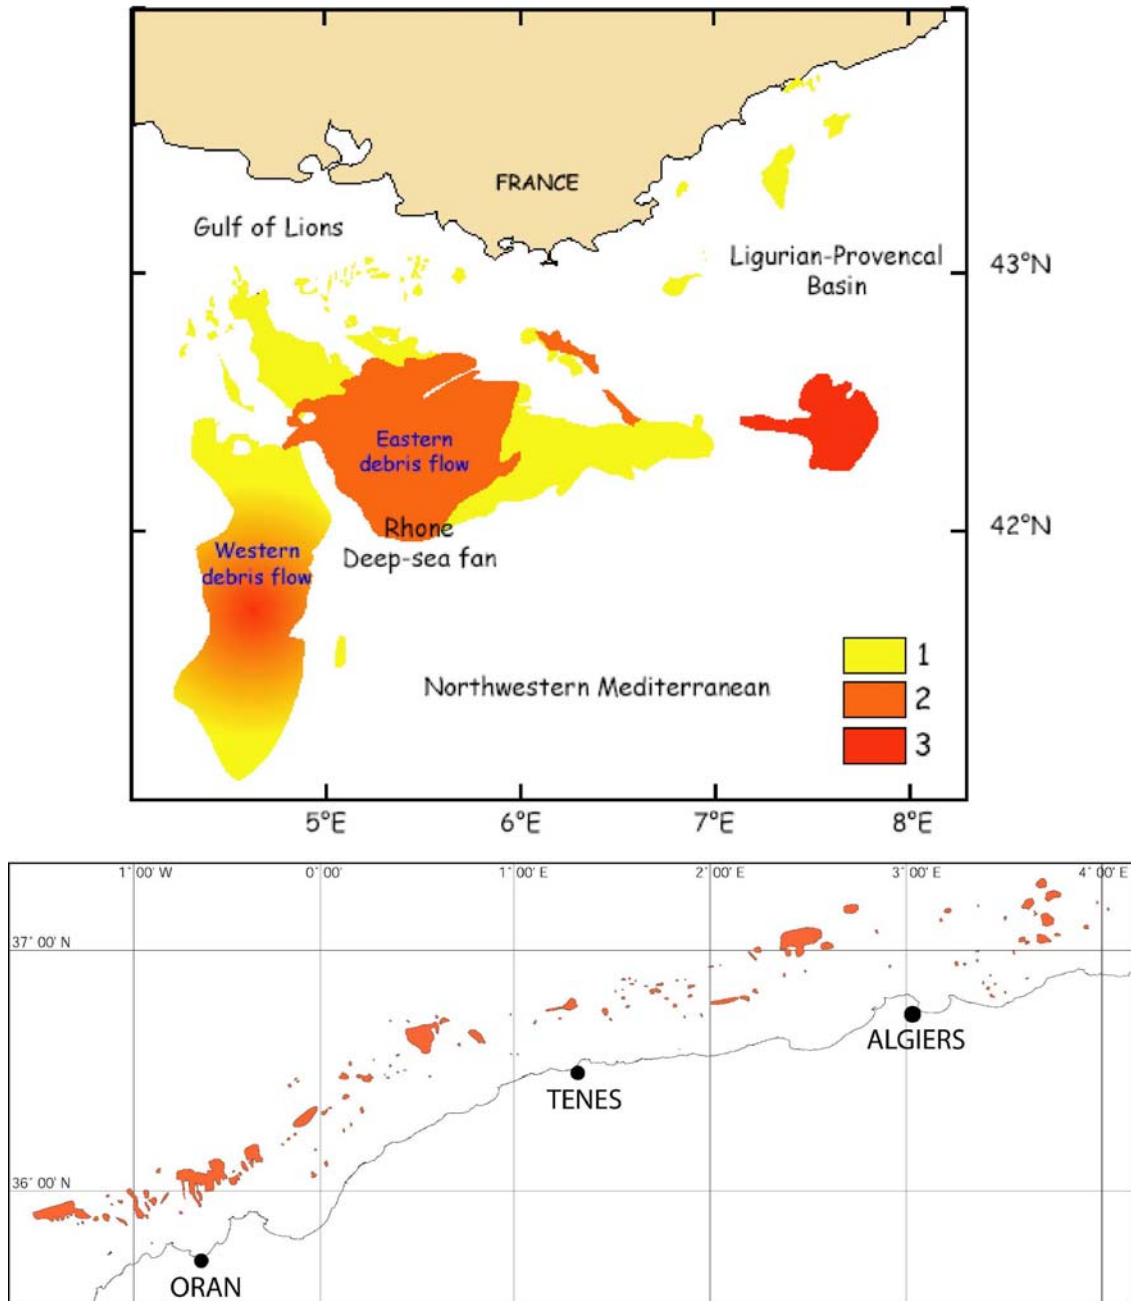 FRANCE
Gulf of Lions
Ligurian-Provencal
Basin
43°N
Eastern
debris flow
42°N
Rhone
Deep-sea fan
Western
debris flow
1
Northwestern Mediterranean
2
3
5°E
6°E
7°E
8°E
1°00' W
0°00'
1°00' E
2°00' E
3°00' E
4°00' E
37° 00' N
ALGIERS
TENES
36° 00' N
ORAN